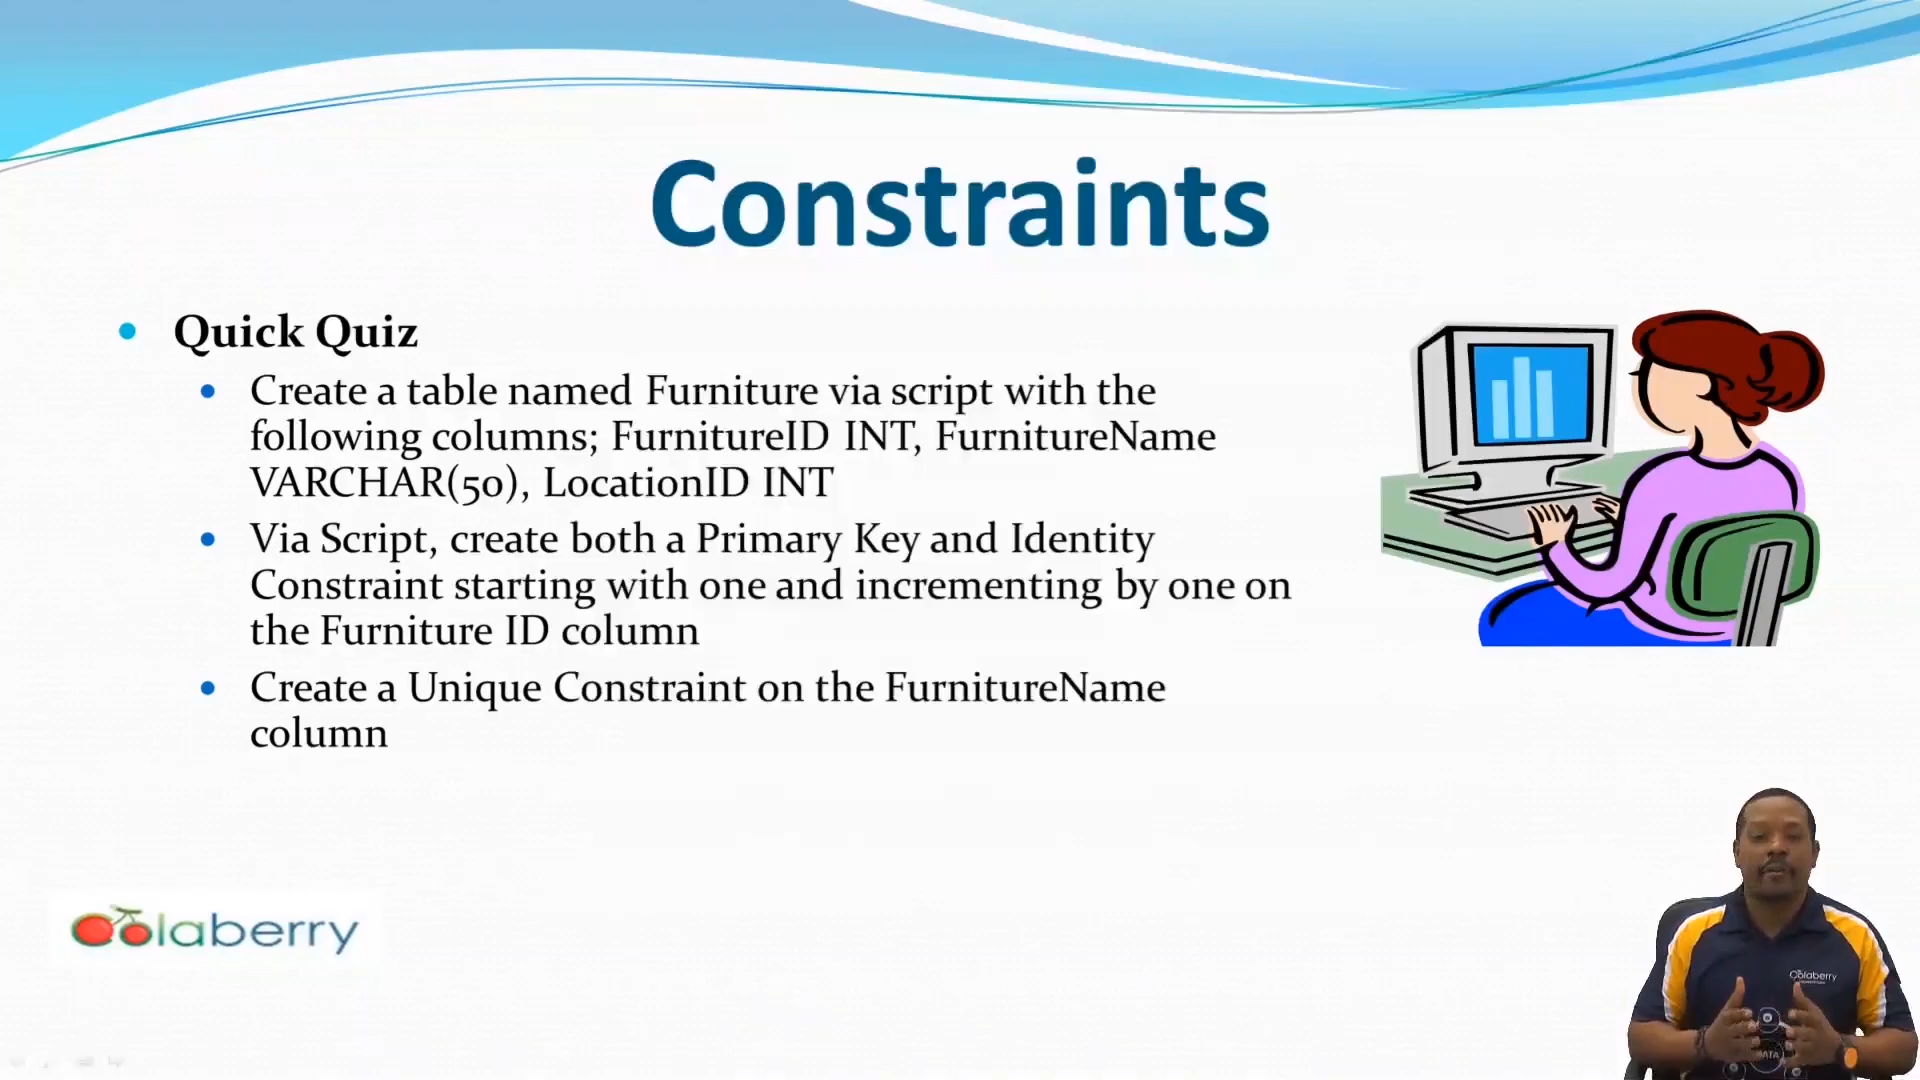 Constraints
Quick Quiz
Create a table named Furniture via script with the
following columns; FurnitureID INT, FurnitureName
VARCHAR(50), LocationID INT
Via Script, create both a Primary Key and Identity
Constraint starting with one and incrementing by one on
the Furniture ID column
Create a Unique Constraint on the FurnitureName
column
Colaberry
Colaberry